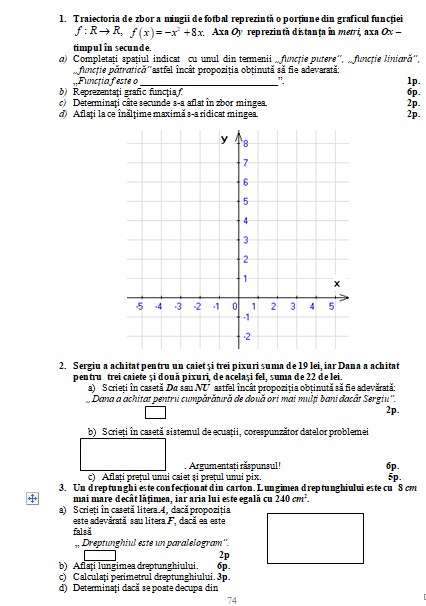 1. Traiectoria de zbor a mingii de fotbal reprezintă o porțiune din graficul funcției
f : R → R, f(x) = −x² + 8x. Axa Oy reprezintă distanța în metri, axa Ox –
timpul în secunde.
a) Completați spațiul indicat cu unul din termenii „funcție putere", „funcție liniară",
„funcție pătratică" astfel încât propoziția obținută să fie adevarată:
„Funcția f este o ______________________________".  1p.
b) Reprezentați grafic funcția f.  6p.
c) Determinați câte secunde s-a aflat în zbor mingea.  2p.
d) Aflați la ce înălțime maximă s-a ridicat mingea.  2p.
y 8
7
6
5
4
3
2
1
x
-5 -4 -3 -2 -1 0 1 2 3 4 5
-1
-2
2. Sergiu a achitat pentru un caiet și trei pixuri suma de 19 lei, iar Dana a achitat
pentru trei caiete și două pixuri, de același fel, suma de 22 de lei.
a) Scrieți în casetă Da sau NU astfel încât propoziția obținută să fie adevărată:
„Dana a achitat pentru cumpărătură de două ori mai mulți bani dacât Sergiu".
2p.
b) Scrieți în casetă sistemul de ecuații, corespunzător datelor problemei
. Argumentați răspunsul!  6p.
c) Aflați prețul unui caiet și prețul unui pix.  5p.
3. Un dreptunghi este confecționat din carton. Lungimea dreptunghiului este cu 8 cm
mai mare decât lățimea, iar aria lui este egală cu 240 cm².
a) Scrieți în casetă litera A, dacă propoziția
este adevărată sau litera F, dacă ea este
falsă
„Dreptunghiul este un paralelogram".
2p
b) Aflați lungimea dreptunghiului.  6p.
c) Calculați perimetrul dreptunghiului. 3p.
d) Determinați dacă se poate decupa din
74